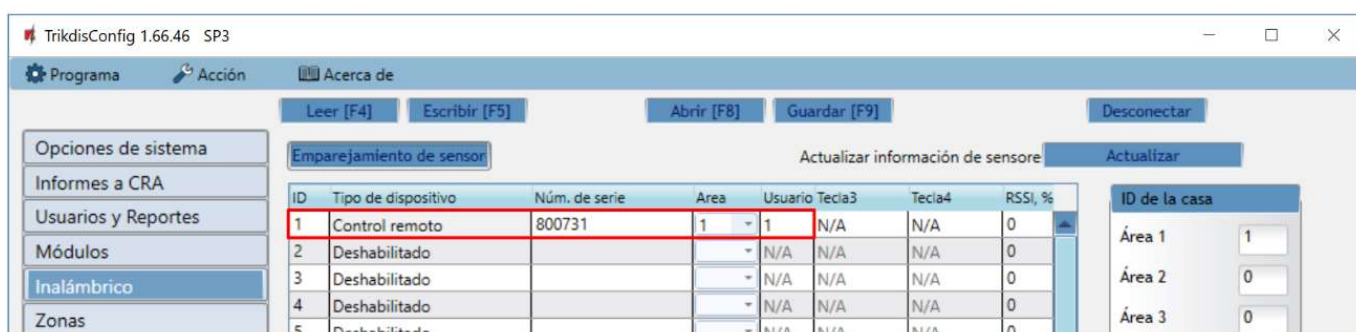 TrikdisConfig 1.66.46 SP3
Programa Acción Acerca de
Leer [F4] Escribir [F5] Abrir [F8] Guardar [F9] Desconectar
Opciones de sistema
Informes a CRA
Usuarios y Reportes
Módulos
Inalámbrico
Zonas
Emparejamiento de sensor Actualizar información de sensore Actualizar
ID Tipo de dispositivo Núm. de serie Area Usuario Tecla3 Tecla4 RSSI, %
1 Control remoto 800731 1 1 N/A N/A 0
2 Deshabilitado N/A N/A N/A 0
3 Deshabilitado N/A N/A N/A 0
4 Deshabilitado N/A N/A N/A 0
5 Deshabilitado N/A N/A N/A 0
ID de la casa
Área 1 1
Área 2 0
Área 3 0